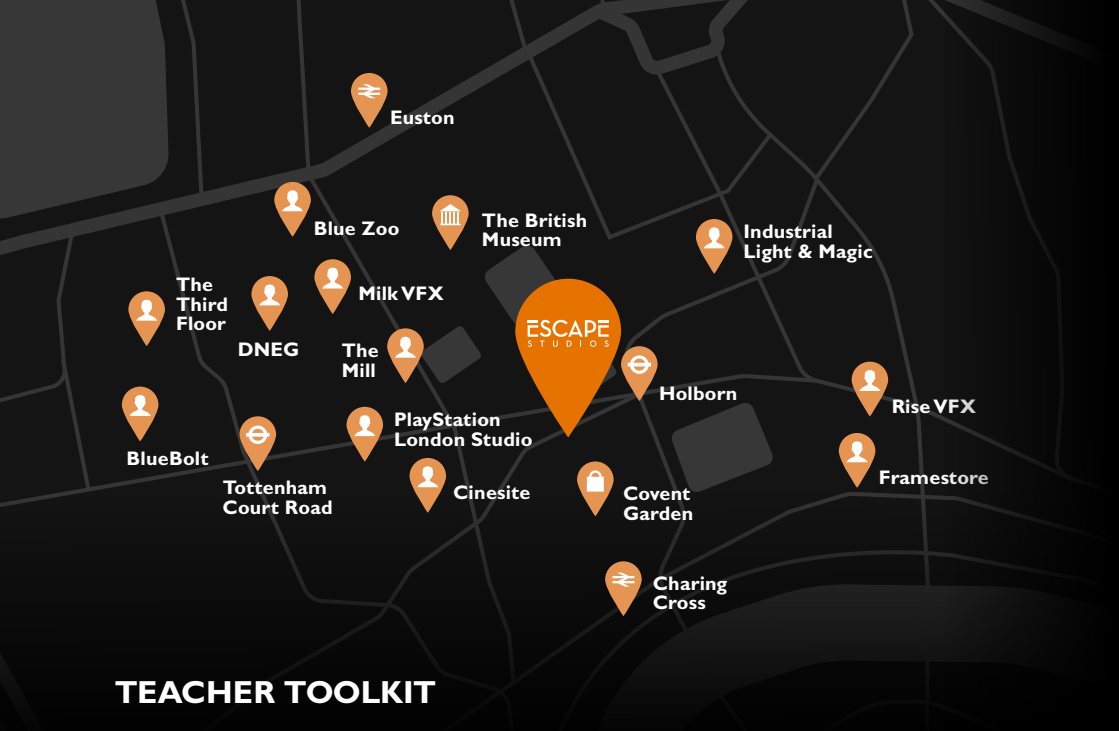 Euston
Blue Zoo
The British
Museum
Industrial
Light & Magic
The
Third
Floor
DNEG
Milk VFX
The
Mill
ESCAPE
STUDIOS
Holborn
Rise VFX
BlueBolt
PlayStation
London Studio
Tottenham
Court Road
Cinesite
Covent
Garden
Framestore
Charing
Cross
TEACHER TOOLKIT